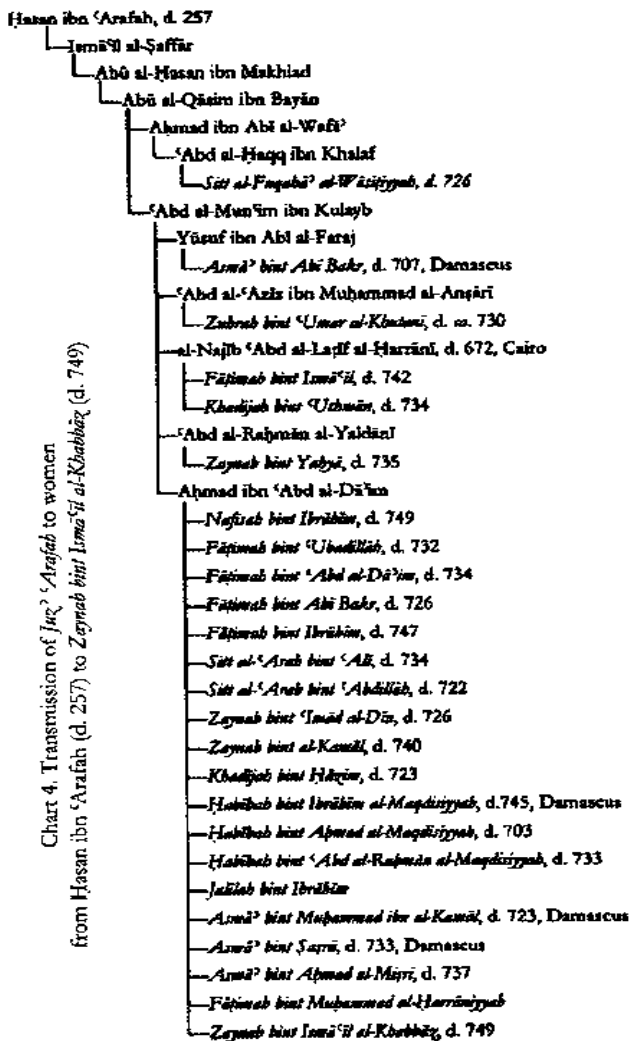 Ḥasan ibn ʿArafah, d. 257
Ismāʿīl al-Ṣaffār
Abū al-Ḥasan ibn Makhlad
Abū al-Qāsim ibn Bayān
Aḥmad ibn Abī al-Wafāʾ
ʿAbd al-Ḥaqq ibn Khalaf
Sitt al-Fuqahāʾ al-Wāsiṭiyyah, d. 726
ʿAbd al-Munʿim ibn Kulayb
Yūsuf ibn Abī al-Faraj
Asmāʾ bint Abī Bakr, d. 707, Damascus
ʿAbd al-ʿAzīz ibn Muḥammad al-Anṣārī
Zuhrah bint ʿUmar al-Khutanī, d. ca. 730
al-Najīb ʿAbd al-Laṭīf al-Ḥarrānī, d. 672, Cairo
Fāṭimah bint Ismāʿīl, d. 742
Khadījah bint ʿUthmān, d. 734
ʿAbd al-Raḥmān al-Yaldānī
Zaynab bint Yaḥyā, d. 735
Aḥmad ibn ʿAbd al-Dāʾim
Nafīsah bint Ibrāhīm, d. 749
Fāṭimah bint ʿUbadillāh, d. 732
Fāṭimah bint ʿAbd al-Dāʾim, d. 734
Fāṭimah bint Abī Bakr, d. 726
Fāṭimah bint Ibrāhīm, d. 747
Sitt al-ʿArab bint ʿAlī, d. 734
Sitt al-ʿArab bint ʿAbdillāh, d. 722
Zaynab bint ʿImād al-Dīn, d. 726
Zaynab bint al-Kamāl, d. 740
Khadījah bint Ḥāzim, d. 723
Ḥabībah bint Ibrāhīm al-Maqdisiyyah, d.745, Damascus
Ḥabībah bint Aḥmad al-Maqdisiyyah, d. 703
Ḥabībah bint ʿAbd al-Raḥmān al-Maqdisiyyah, d. 733
Jalīlah bint Ibrāhīm
Asmāʾ bint Muḥammad ibn al-Kamāl, d. 723, Damascus
Asmāʾ bint Ṣaṣrā, d. 733, Damascus
Asmāʾ bint Aḥmad al-Miṣrī, d. 737
Fāṭimah bint Muḥammad al-Ḥarrāniyyah
Zaynab bint Ismāʿīl al-Khabbāz, d. 749
Chart 4. Transmission of Juzʾ ʿArafah to women
from Ḥasan ibn ʿArafah (d. 257) to Zaynab bint Ismāʿīl al-Khabbāz (d. 749)